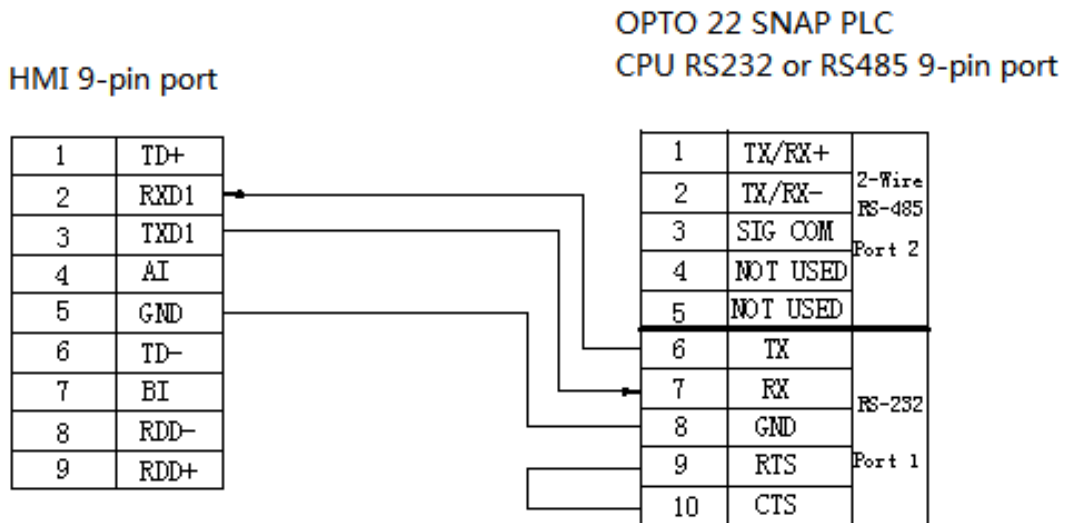 OPTO 22 SNAP PLC
CPU RS232 or RS485 9-pin port
HMI 9-pin port
1 TD+
2 RXD1
3 TXD1
4 AI
5 GND
6 TD-
7 BI
8 RDD-
9 RDD+
1 TX/RX+
2 TX/RX-
3 SIG COM
4 NOT USED
5 NOT USED
2-Wire
RS-485
Port 2
6 TX
7 RX
8 GND
9 RTS
10 CTS
RS-232
Port 1